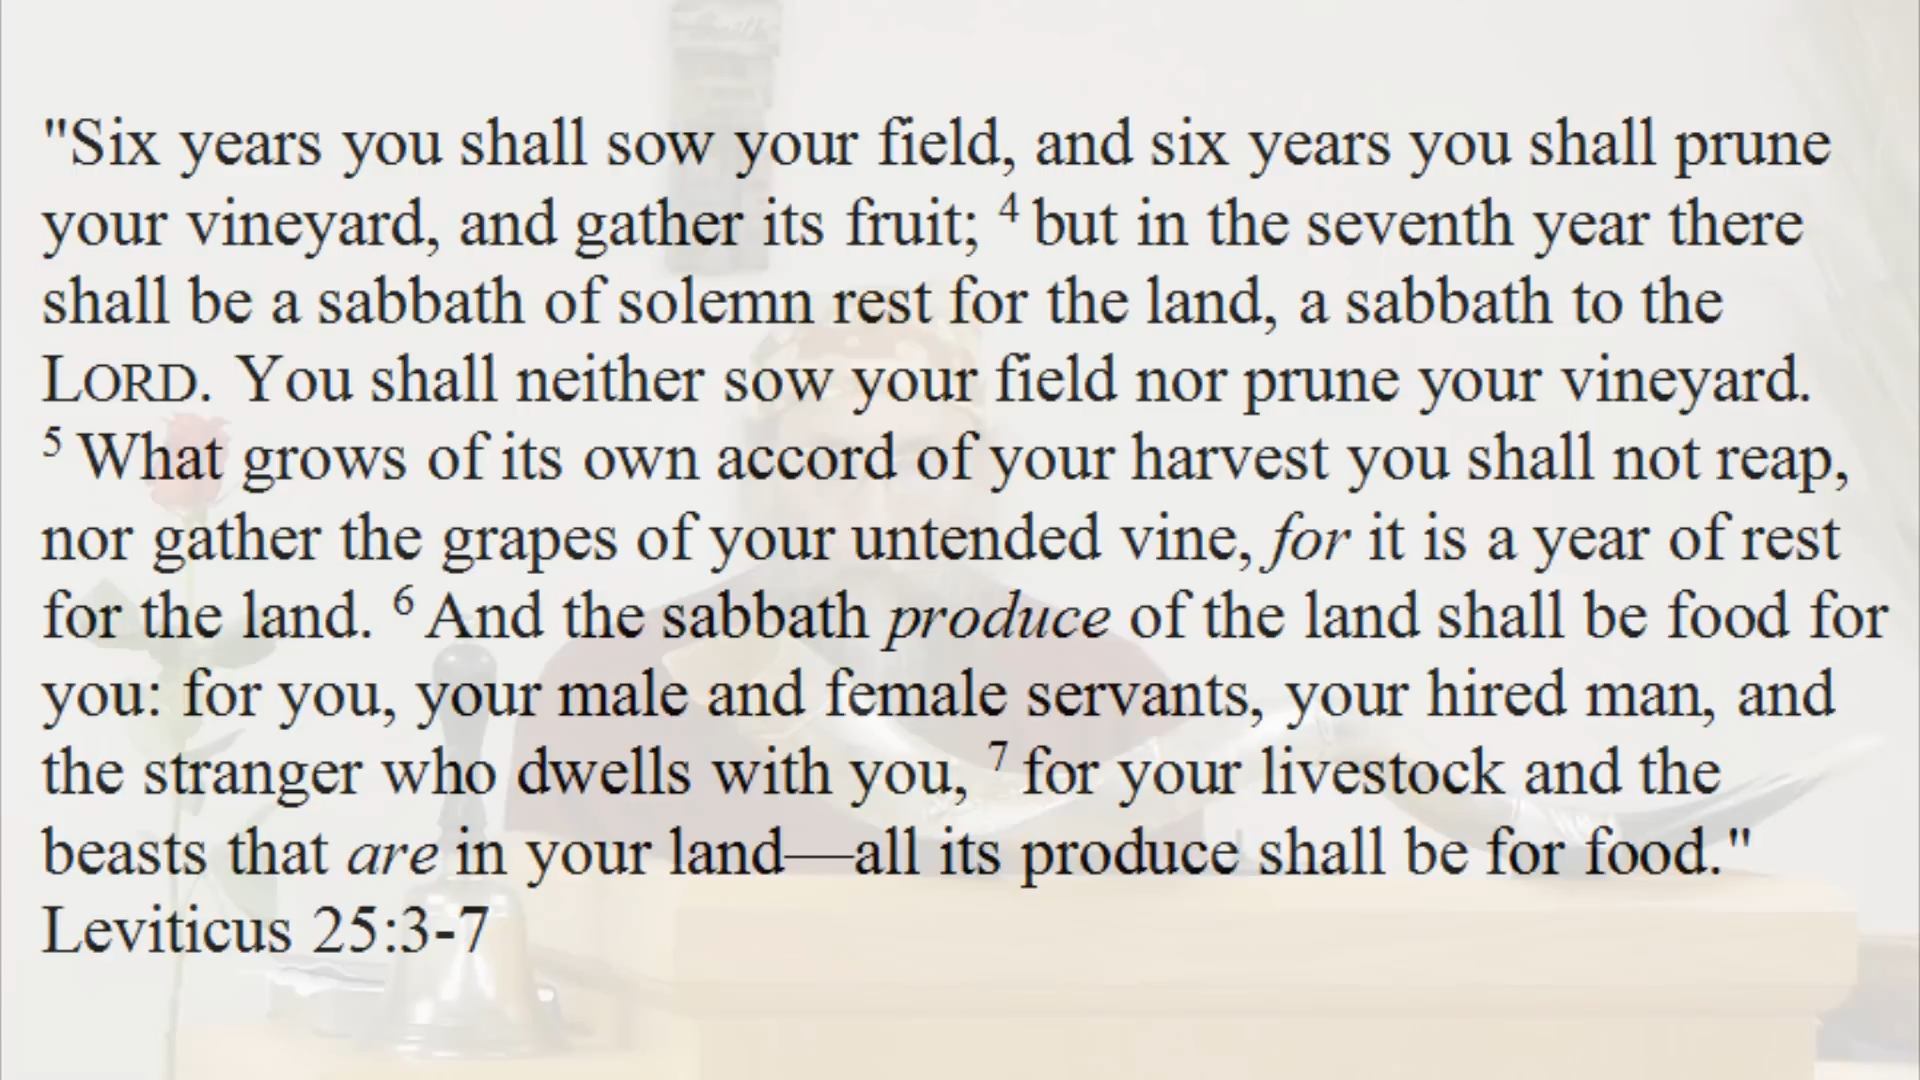 "Six years you shall sow your field, and six years you shall prune
your vineyard, and gather its fruit; 4 but in the seventh year there
shall be a sabbath of solemn rest for the land, a sabbath to the
LORD. You shall neither sow your field nor prune your vineyard.
5 What grows of its own accord of your harvest you shall not reap,
nor gather the grapes of your untended vine, for it is a year of rest
for the land. 6 And the sabbath produce of the land shall be food for
you: for you, your male and female servants, your hired man, and
the stranger who dwells with you, 7 for your livestock and the
beasts that are in your land—all its produce shall be for food."
Leviticus 25:3-7